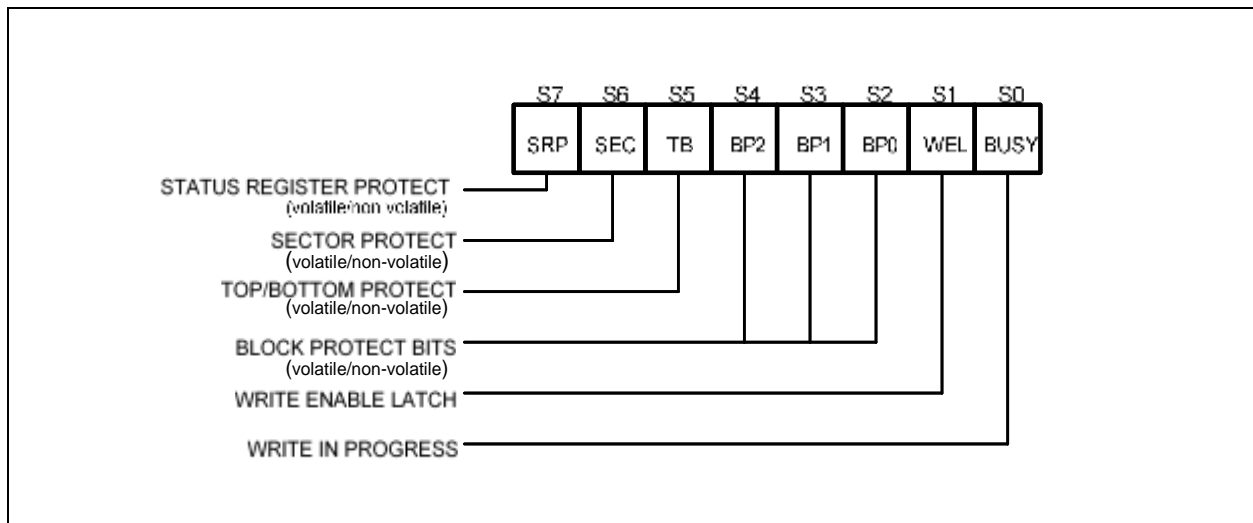 S7 S6 S5 S4 S3 S2 S1 S0
SRP SEC TB BP2 BP1 BP0 WEL BUSY
STATUS REGISTER PROTECT
(volatile/non volatile)
SECTOR PROTECT
(volatile/non-volatile)
TOP/BOTTOM PROTECT
(volatile/non-volatile)
BLOCK PROTECT BITS
(volatile/non-volatile)
WRITE ENABLE LATCH
WRITE IN PROGRESS